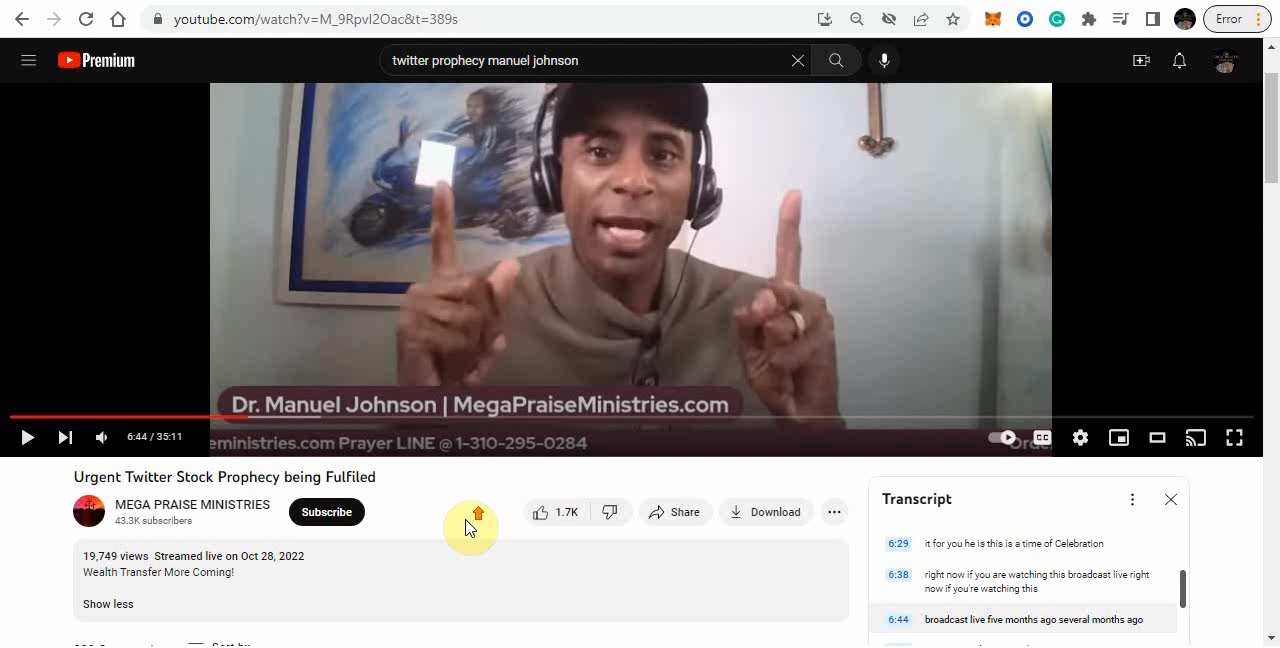 youtube.com/watch?v=M_9RpvI2Oac&t=389s
Error
Premium
twitter prophecy manuel johnson
Dr. Manuel Johnson | MegaPraiseMinistries.com
6:44 / 35:11
eministries.com Prayer LINE @ 1-310-295-0284
CC
Urgent Twitter Stock Prophecy being Fulfiled
MEGA PRAISE MINISTRIES
43.3K subscribers
Subscribe
1.7K
Share
Download
19,749 views Streamed live on Oct 28, 2022
Wealth Transfer More Coming!
Show less
Transcript
6:29 it for you he is this is a time of Celebration
6:38 right now if you are watching this broadcast live right
now if you're watching this
6:44 broadcast live five months ago several months ago